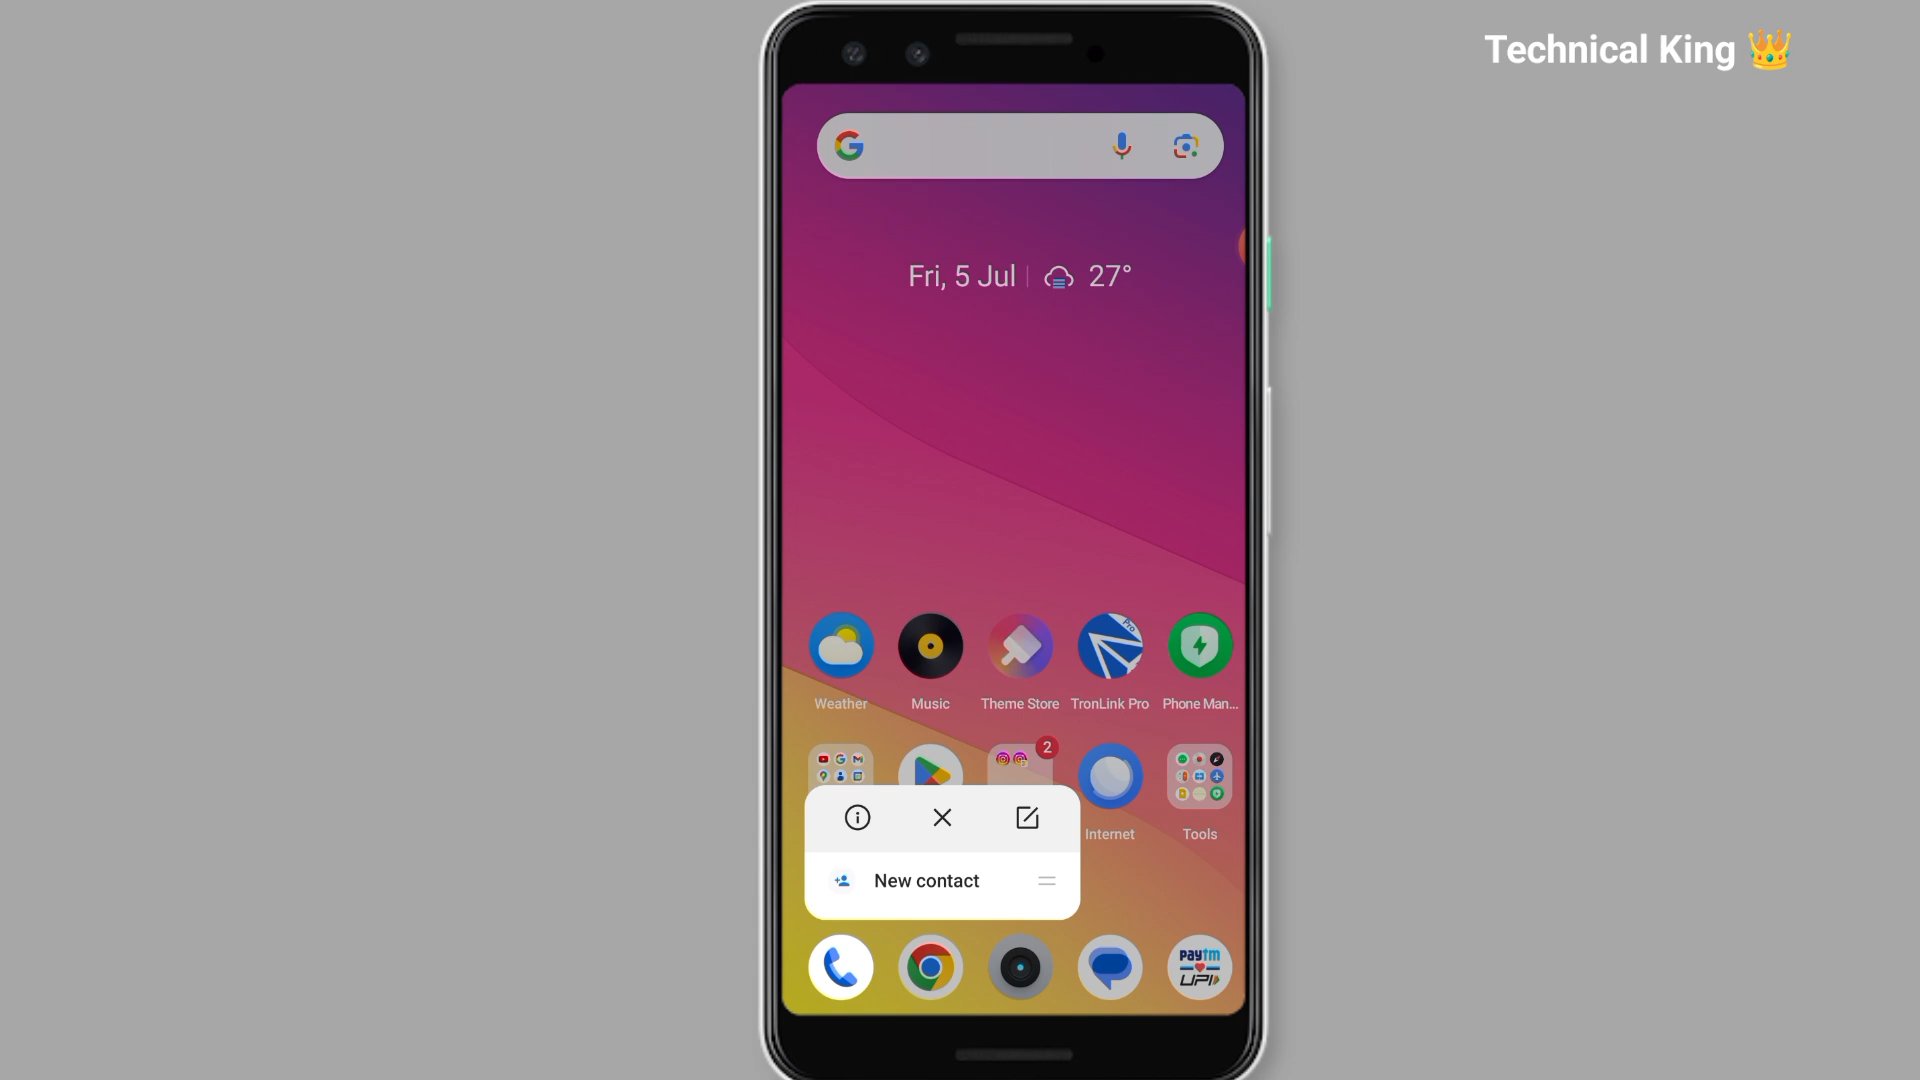 Technical King 👑
Fri, 5 Jul 27°
Weather
Music
Theme Store
TronLink Pro
Phone Man...
2
Internet
Tools
New contact
paytm
UPI